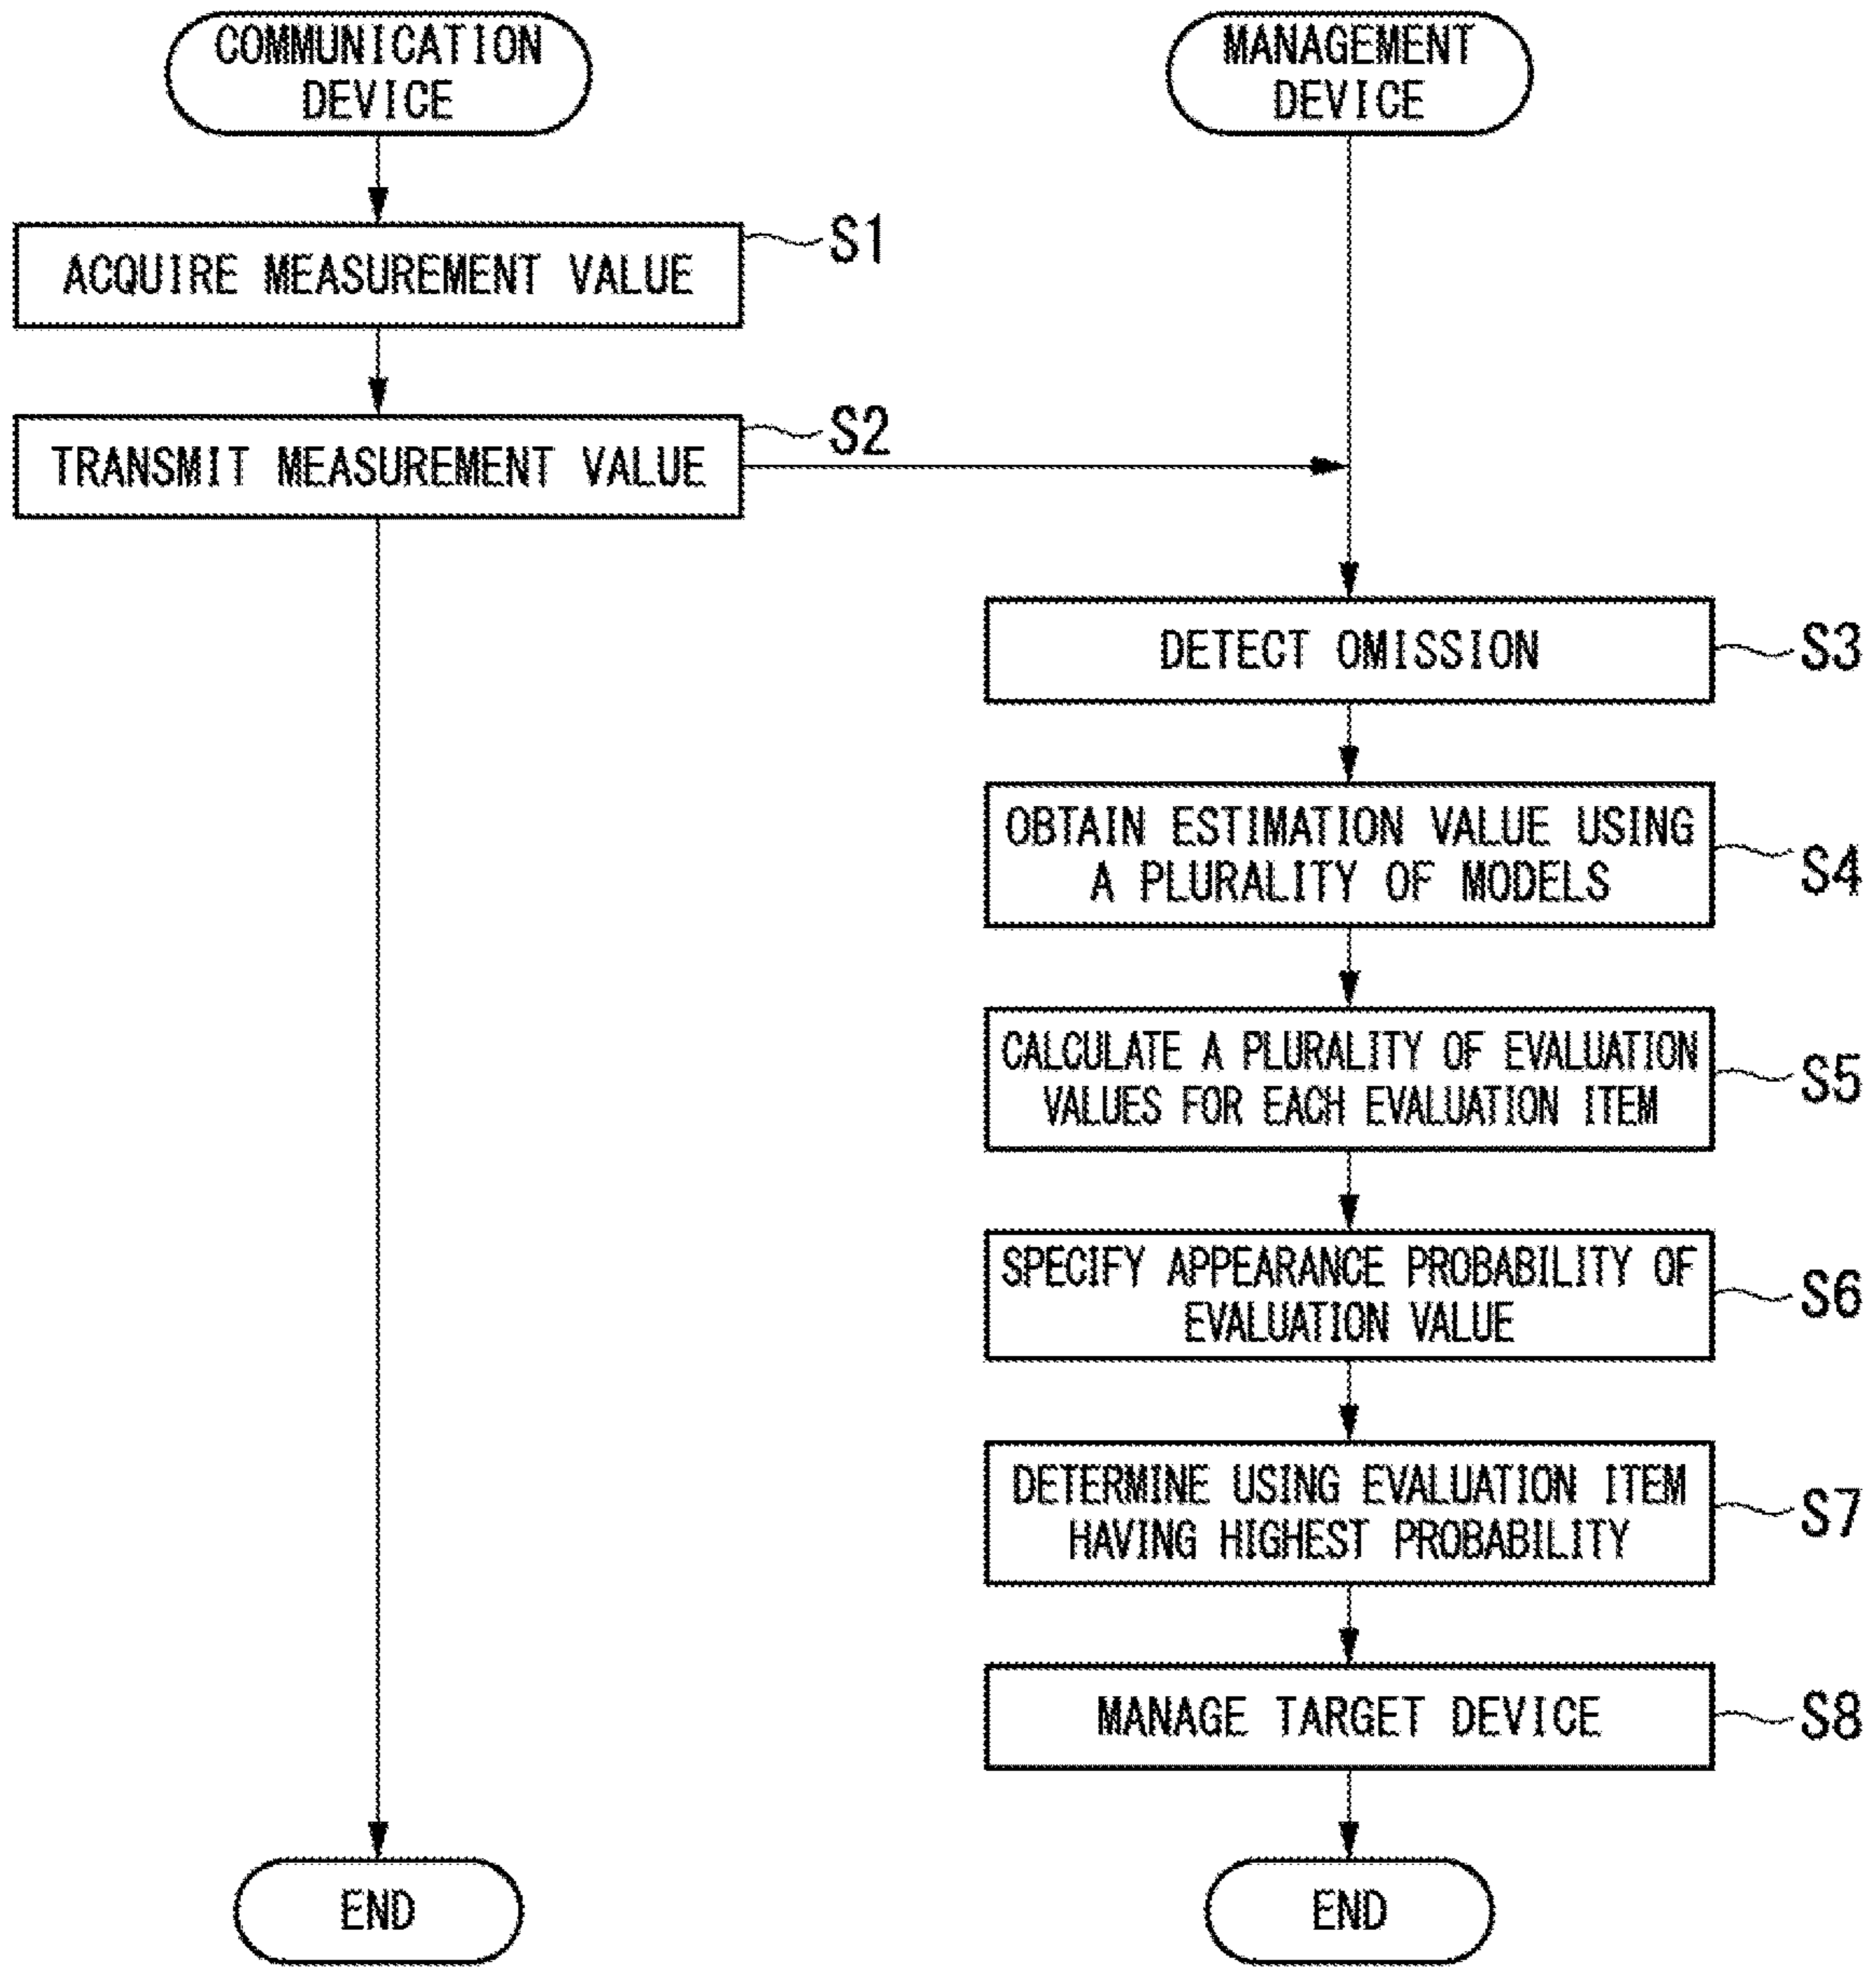 COMMUNICATION
DEVICE
MANAGEMENT
DEVICE
ACQUIRE MEASUREMENT VALUE
S1
TRANSMIT MEASUREMENT VALUE
S2
DETECT OMISSION
S3
OBTAIN ESTIMATION VALUE USING
A PLURALITY OF MODELS
S4
CALCULATE A PLURALITY OF EVALUATION
VALUES FOR EACH EVALUATION ITEM
S5
SPECIFY APPEARANCE PROBABILITY OF
EVALUATION VALUE
S6
DETERMINE USING EVALUATION ITEM
HAVING HIGHEST PROBABILITY
S7
MANAGE TARGET DEVICE
S8
END
END